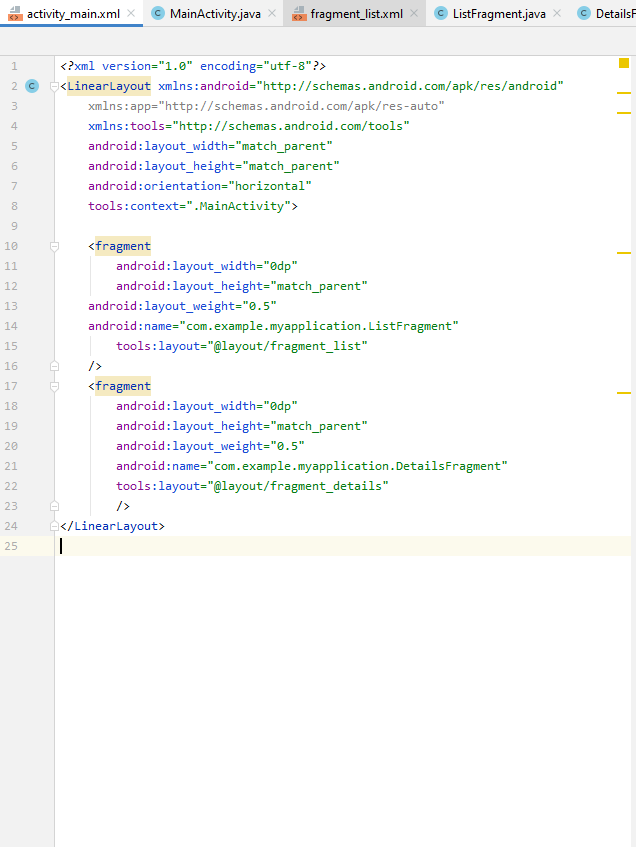 activity_main.xml MainActivity.java fragment_list.xml ListFragment.java DetailsF
1 <?xml version="1.0" encoding="utf-8"?>
2 <LinearLayout xmlns:android="http://schemas.android.com/apk/res/android"
3 xmlns:app="http://schemas.android.com/apk/res-auto"
4 xmlns:tools="http://schemas.android.com/tools"
5 android:layout_width="match_parent"
6 android:layout_height="match_parent"
7 android:orientation="horizontal"
8 tools:context=".MainActivity">
9
10 <fragment
11 android:layout_width="0dp"
12 android:layout_height="match_parent"
13 android:layout_weight="0.5"
14 android:name="com.example.myapplication.ListFragment"
15 tools:layout="@layout/fragment_list"
16 />
17 <fragment
18 android:layout_width="0dp"
19 android:layout_height="match_parent"
20 android:layout_weight="0.5"
21 android:name="com.example.myapplication.DetailsFragment"
22 tools:layout="@layout/fragment_details"
23 />
24 </LinearLayout>
25